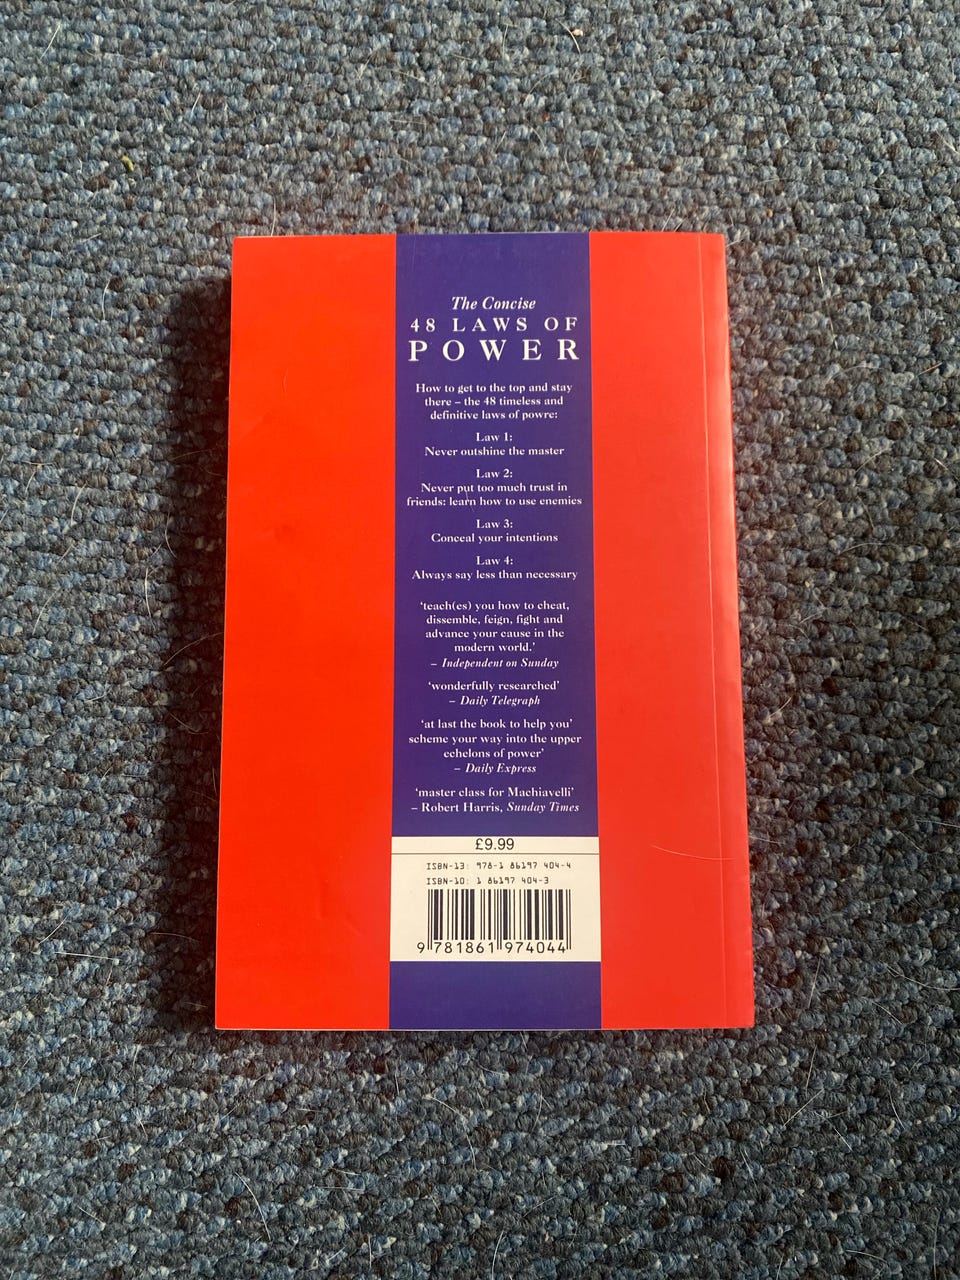 The Concise
48 LAWS OF
POWER
How to get to the top and stay
there – the 48 timeless and
definitive laws of powre:
Law 1:
Never outshine the master
Law 2:
Never put too much trust in
friends: learn how to use enemies
Law 3:
Conceal your intentions
Law 4:
Always say less than necessary
‘teach(es) you how to cheat,
dissemble, feign, fight and
advance your cause in the
modern world.’
– Independent on Sunday
‘wonderfully researched’
– Daily Telegraph
‘at last the book to help you’
scheme your way into the upper
echelons of power’
– Daily Express
‘master class for Machiavelli’
– Robert Harris, Sunday Times
£9.99
ISBN-13: 978-1 86197 404-4
ISBN-10: 1 86197 404-3
9 781861 974044